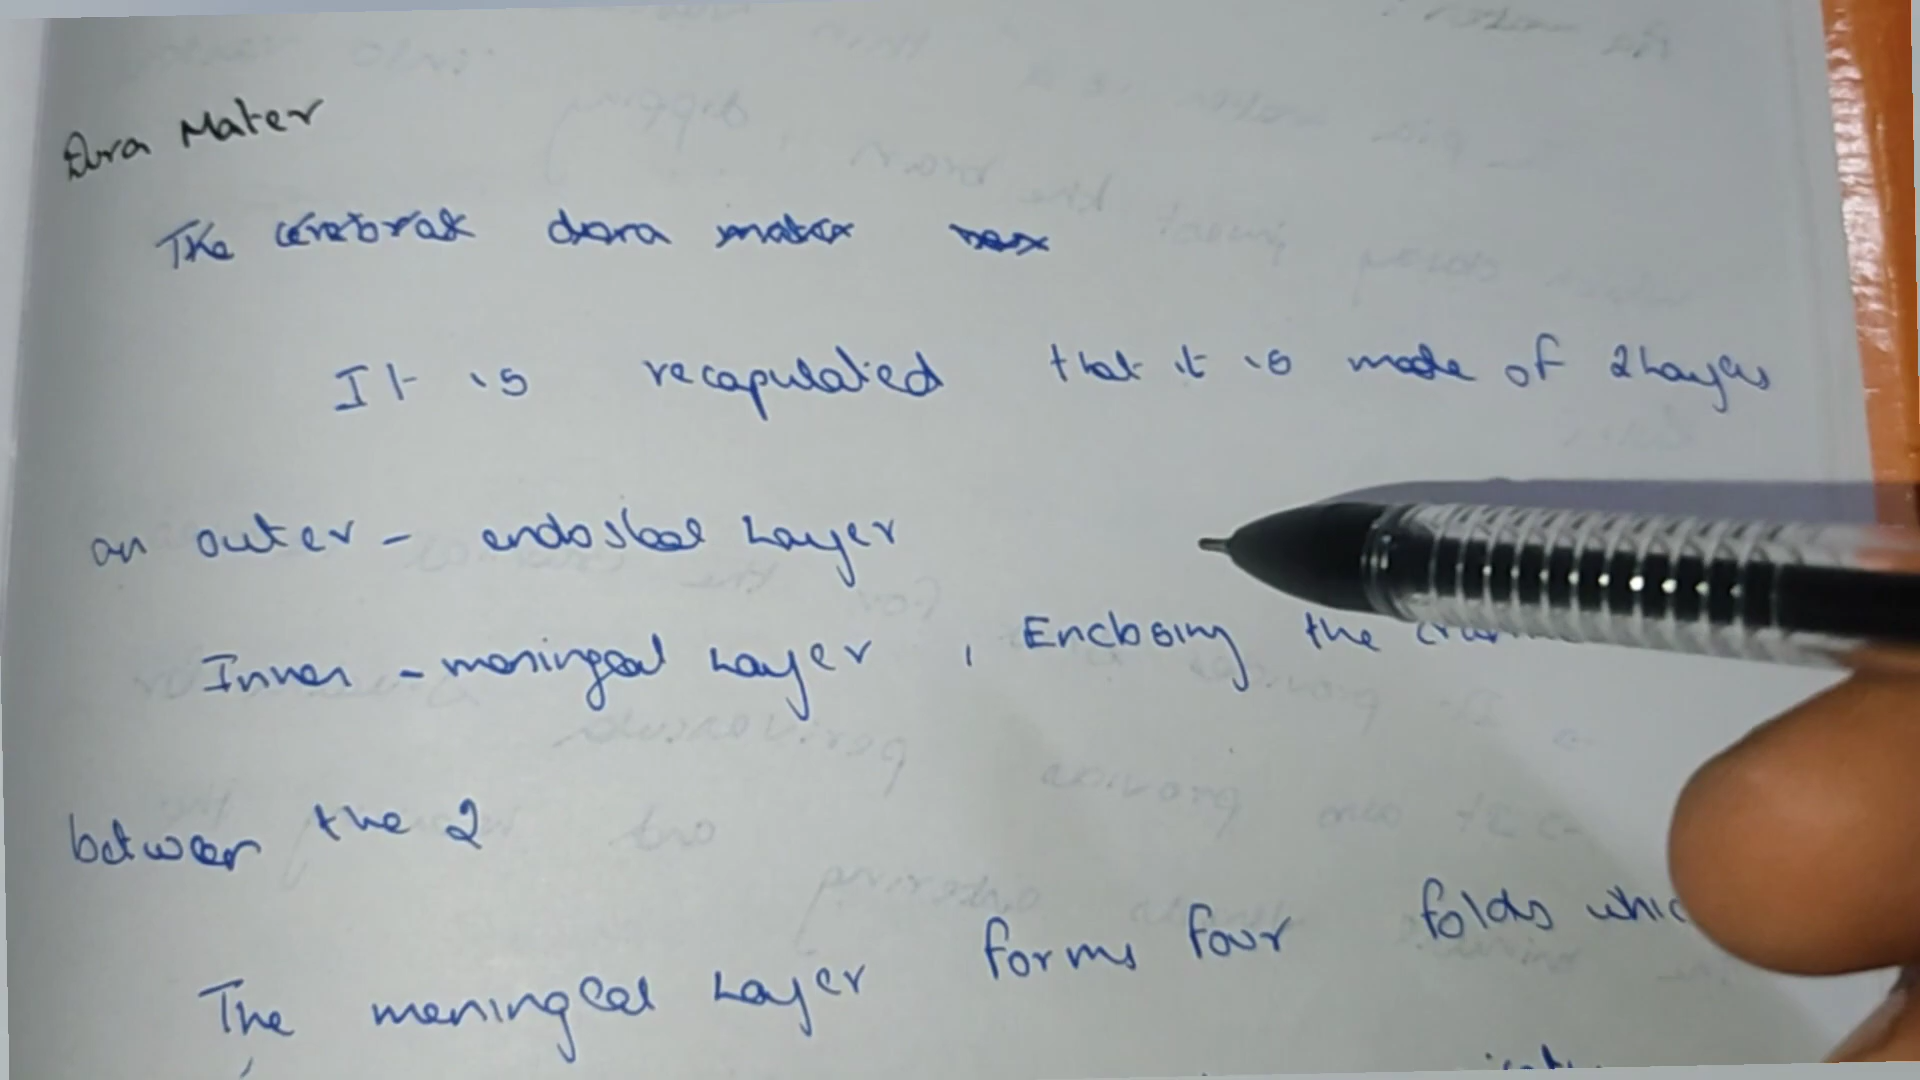 Dura Mater
The cerebral dura mater
It is recapulated that it is made of 2 Layers
an outer - endosteal Layer
Inner - meningeal Layer , Enclosing the
between the 2
The meningeal Layer forms four folds